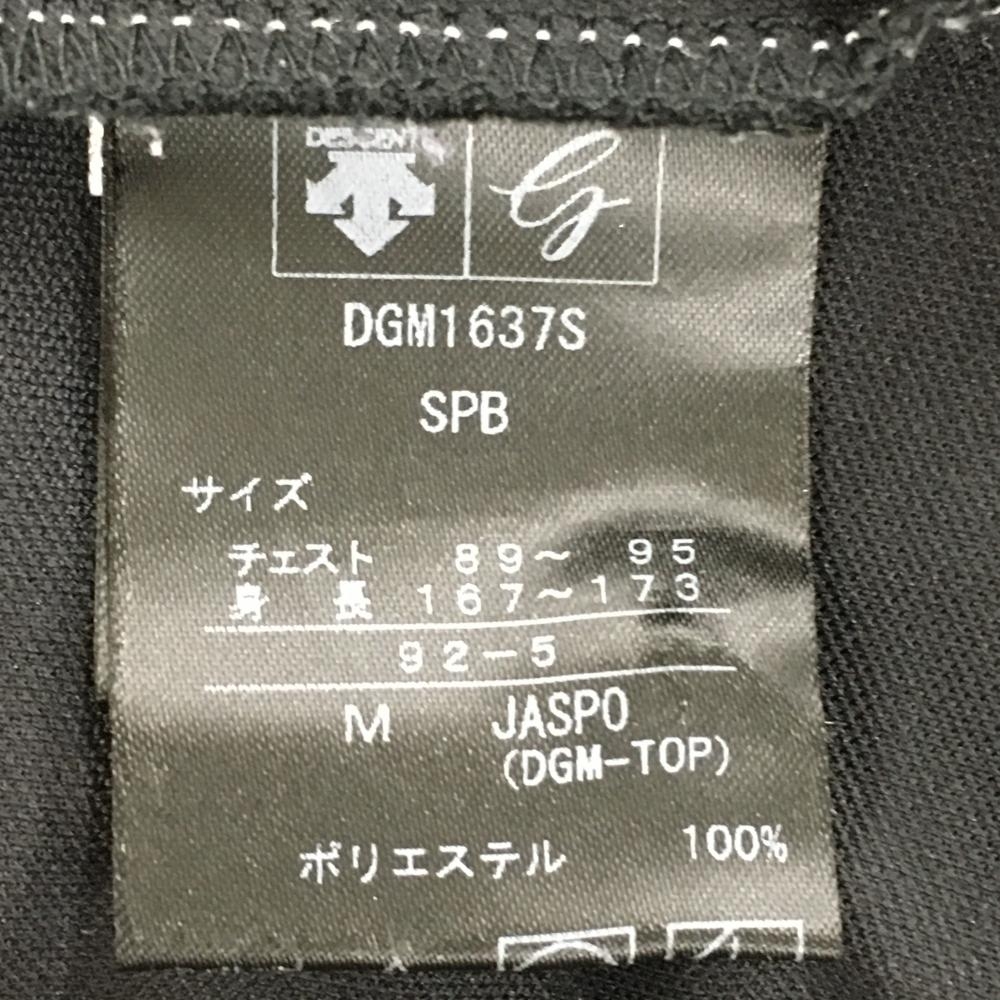 DESCENTE
G
DGM1637S
SPB
サイズ
チェスト 89～ 95
身 長 167～173
92-5
M JASPO
(DGM-TOP)
ポリエステル 100%